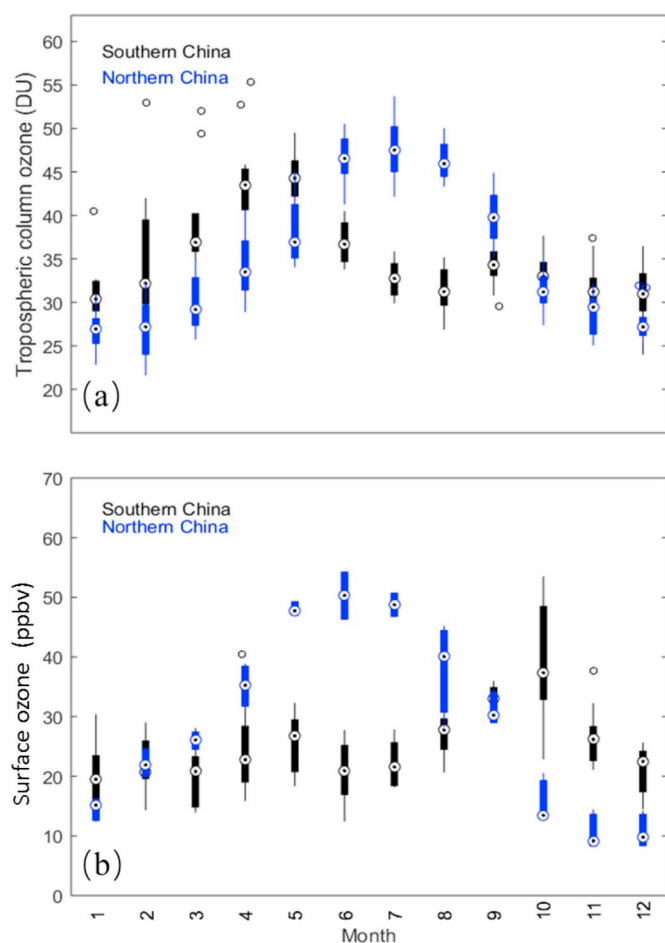 60
55
50
45
40
35
30
25
20
Tropospheric column ozone (DU)
Southern China
Northern China
(a)
70
60
50
40
30
20
10
0
Surface ozone (ppbv)
Southern China
Northern China
(b)
1 2 3 4 5 6 7 8 9 10 11 12
Month